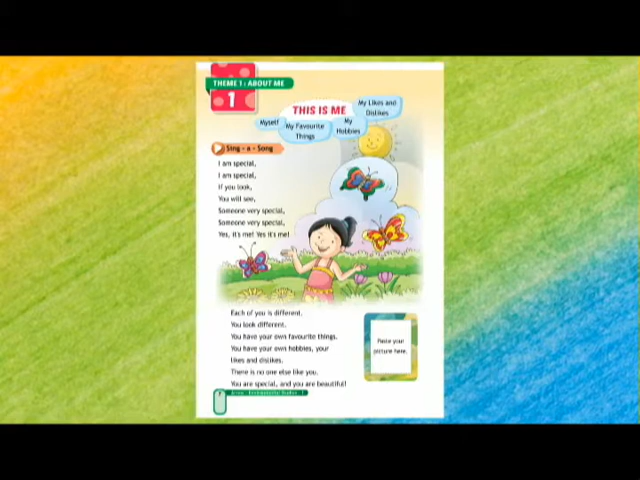 THEME 1 : ABOUT ME
1
THIS IS ME
My Likes and
Dislikes
Myself
My Favourite
Things
My
Hobbies
Sing - a - Song
I am special,
I am special,
If you look,
You will see,
Someone very special,
Someone very special,
Yes, it's me! Yes it's me!
Each of you is different.
You look different.
You have your own favourite things.
You have your own hobbies, your
likes and dislikes.
There is no one else like you.
You are special, and you are beautiful!
Paste your
picture here.